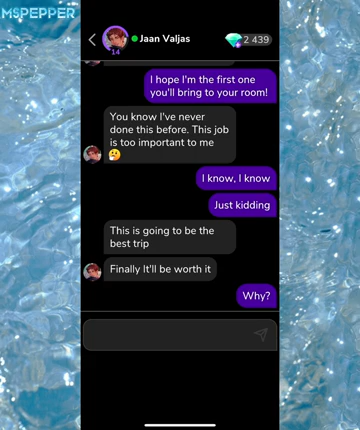 MSPEPPER
Jaan Valjas
2 439
14
I hope I'm the first one
you'll bring to your room!
You know I've never
done this before. This job
is too important to me
🤔
I know, I know
Just kidding
This is going to be the
best trip
Finally It'll be worth it
Why?